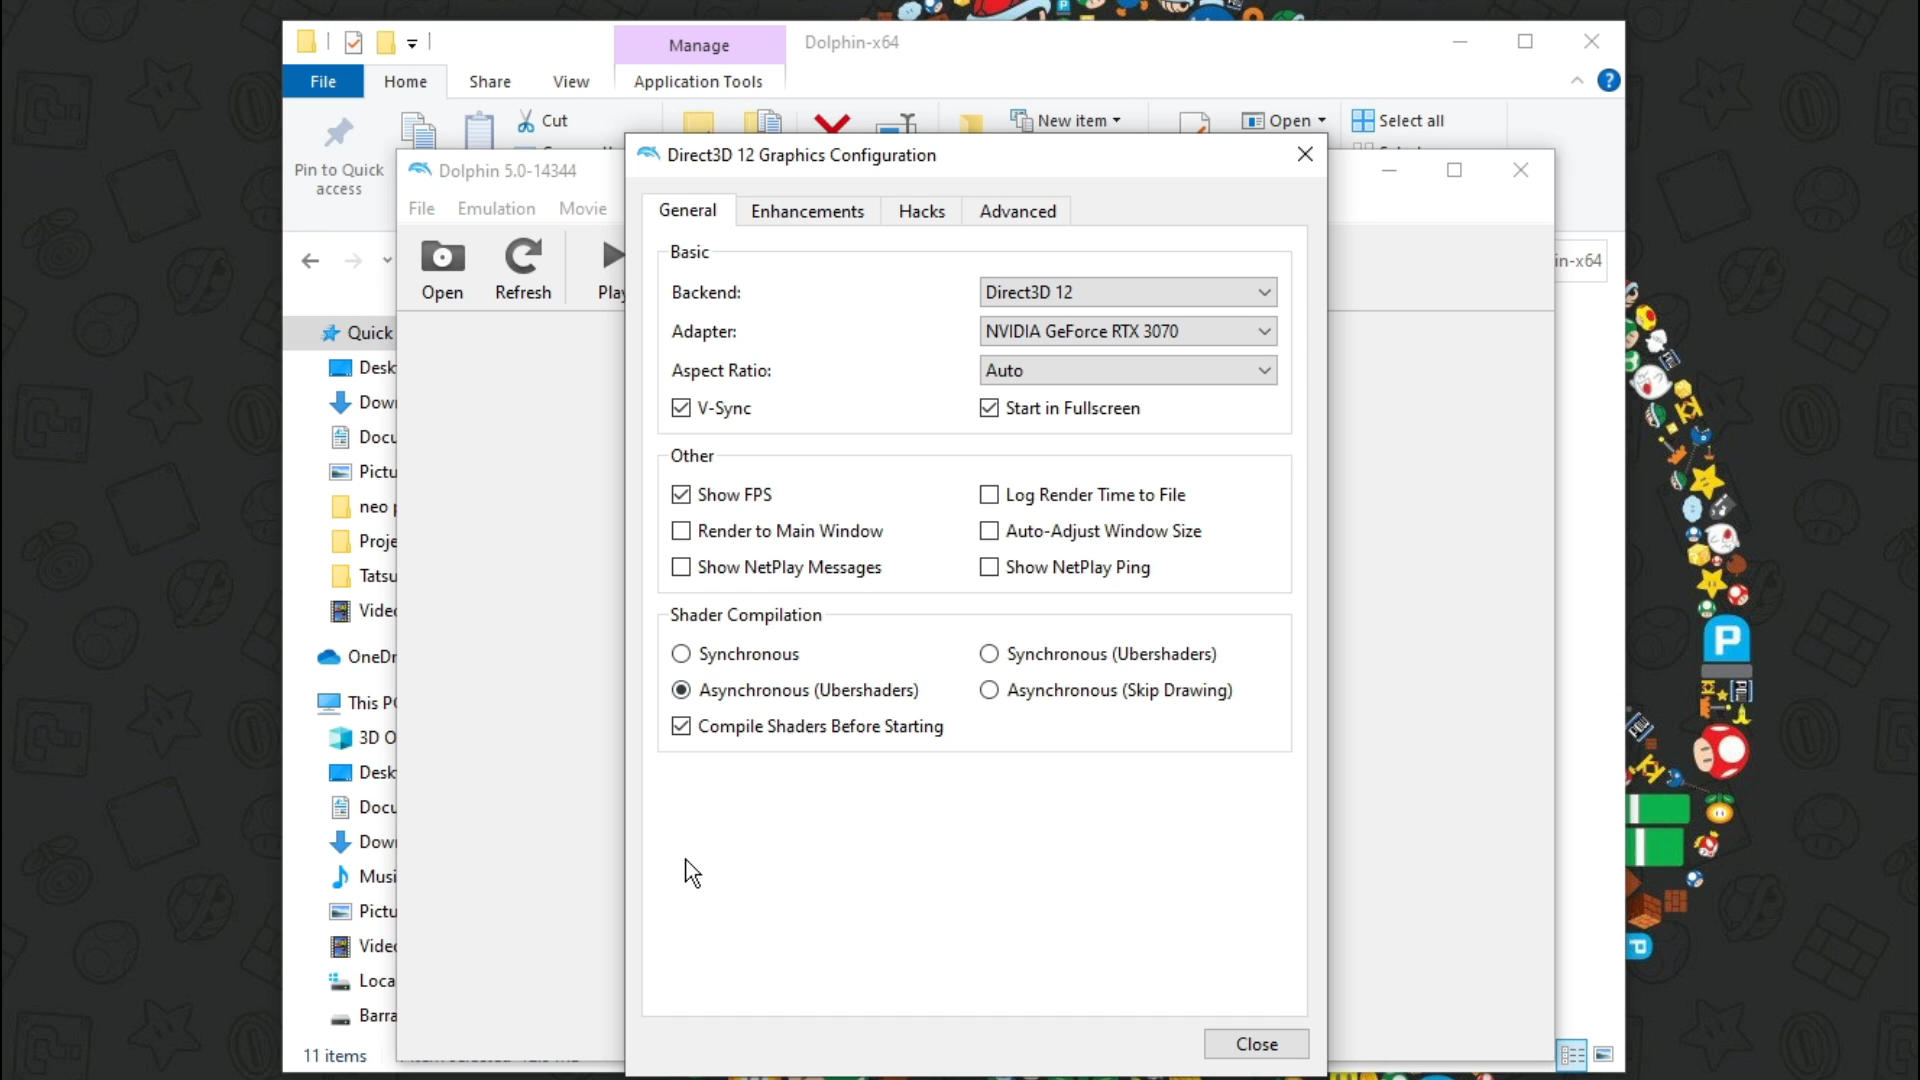 Manage
Dolphin-x64
File
Home
Share
View
Application Tools
?
Cut
New item
Open
Select all
Pin to Quick
access
Dolphin 5.0-14344
File
Emulation
Movie
Open
Refresh
in-x64
Quick
OneDr
This PC
3D O
11 items
Direct3D 12 Graphics Configuration
General
Enhancements
Hacks
Advanced
Basic
Backend:
Direct3D 12
Adapter:
NVIDIA GeForce RTX 3070
Aspect Ratio:
Auto
V-Sync
Start in Fullscreen
Other
Show FPS
Log Render Time to File
Render to Main Window
Auto-Adjust Window Size
Show NetPlay Messages
Show NetPlay Ping
Shader Compilation
Synchronous
Synchronous (Ubershaders)
Asynchronous (Ubershaders)
Asynchronous (Skip Drawing)
Compile Shaders Before Starting
Close
P